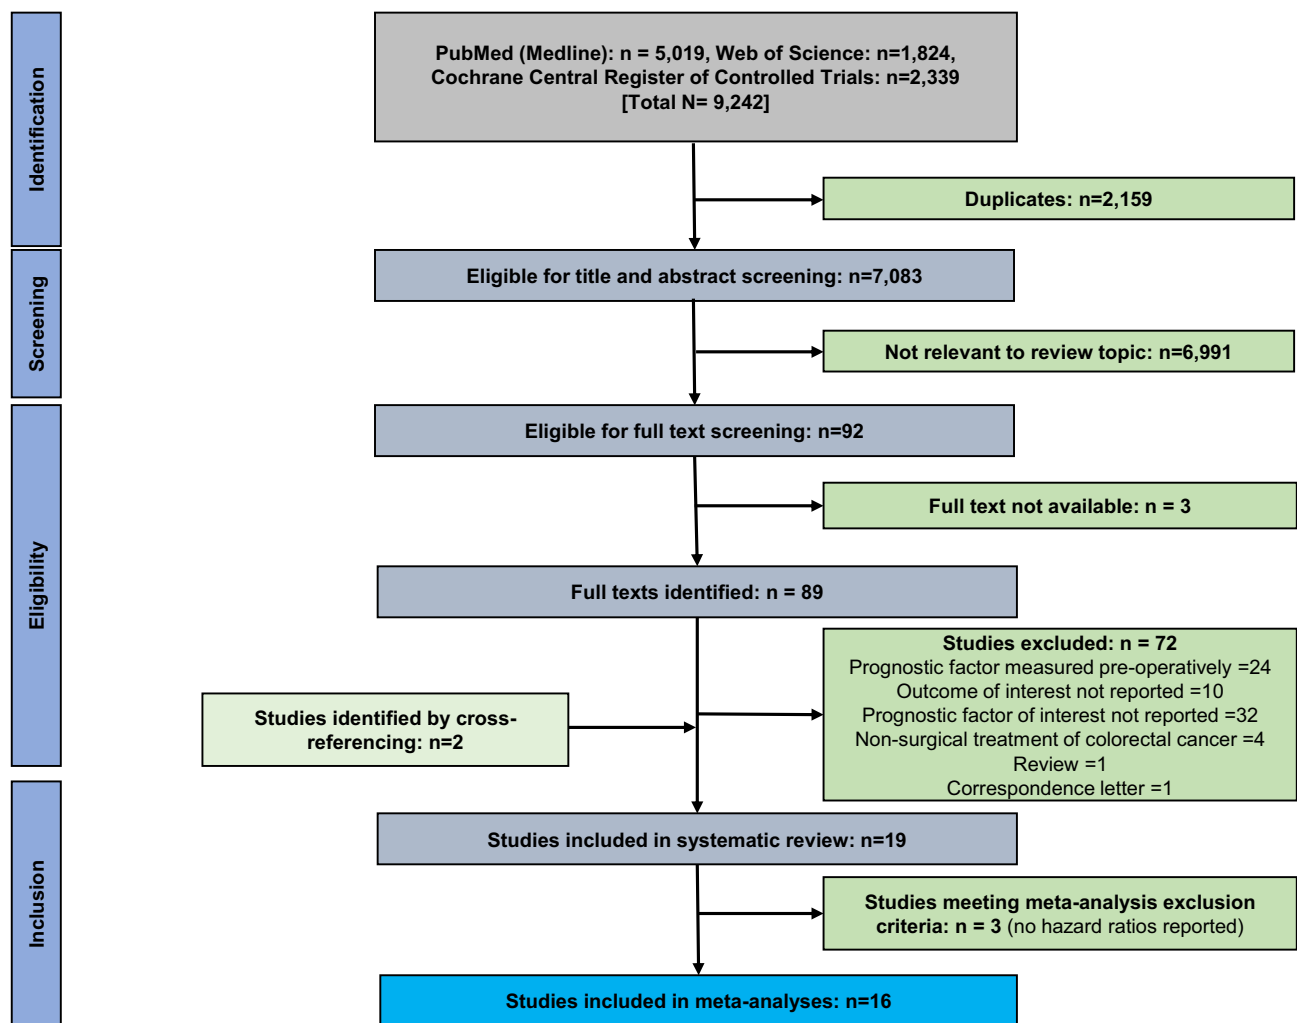 Identification
PubMed (Medline): n = 5,019, Web of Science: n=1,824,
Cochrane Central Register of Controlled Trials: n=2,339
[Total N= 9,242]
Duplicates: n=2,159
Screening
Eligible for title and abstract screening: n=7,083
Not relevant to review topic: n=6,991
Eligibility
Eligible for full text screening: n=92
Full text not available: n = 3
Full texts identified: n = 89
Studies excluded: n = 72
Prognostic factor measured pre-operatively =24
Outcome of interest not reported =10
Prognostic factor of interest not reported =32
Non-surgical treatment of colorectal cancer =4
Review =1
Correspondence letter =1
Studies identified by cross-
referencing: n=2
Inclusion
Studies included in systematic review: n=19
Studies meeting meta-analysis exclusion
criteria: n = 3 (no hazard ratios reported)
Studies included in meta-analyses: n=16